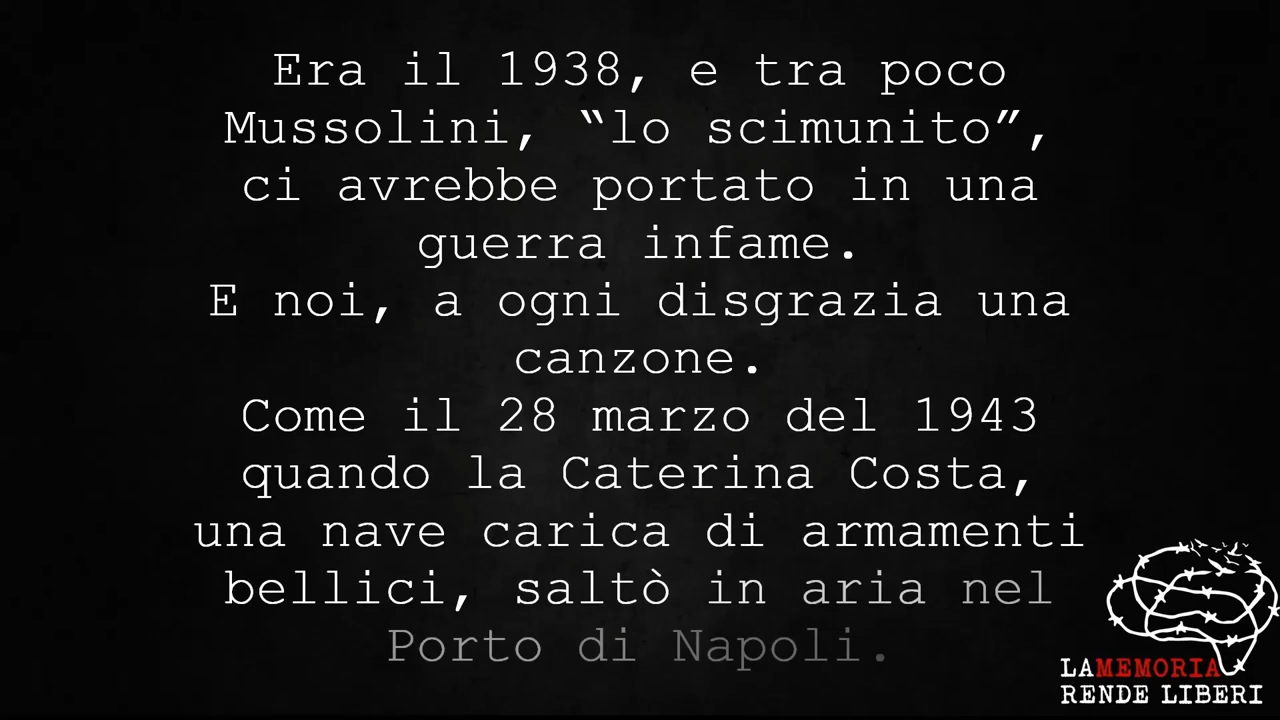 Era il 1938, e tra poco
Mussolini, “lo scimunito”,
ci avrebbe portato in una
guerra infame.
E noi, a ogni disgrazia una
canzone.
Come il 28 marzo del 1943
quando la Caterina Costa,
una nave carica di armamenti
bellici, saltò in aria nel
Porto di Napoli.
LAMEMORIA
RENDE LIBERI